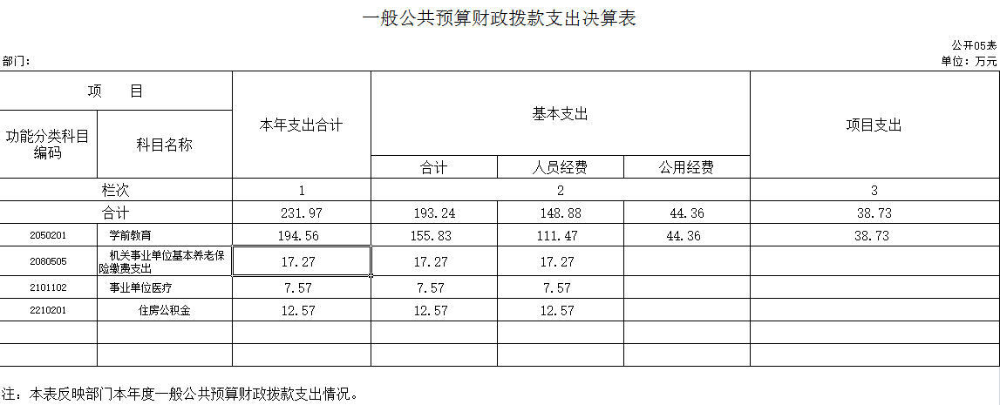 一般公共预算财政拨款支出决算表
公开05表
部门：
单位：万元
项 目
本年支出合计
基本支出
项目支出
功能分类科目
编码
科目名称
合计 人员经费 公用经费
栏次 1 2 3
合计 231.97 193.24 148.88 44.36 38.73
2050201 学前教育 194.56 155.83 111.47 44.36 38.73
2080505 机关事业单位基本养老保
险缴费支出 17.27 17.27 17.27
2101102 事业单位医疗 7.57 7.57 7.57
2210201 住房公积金 12.57 12.57 12.57
注：本表反映部门本年度一般公共预算财政拨款支出情况。